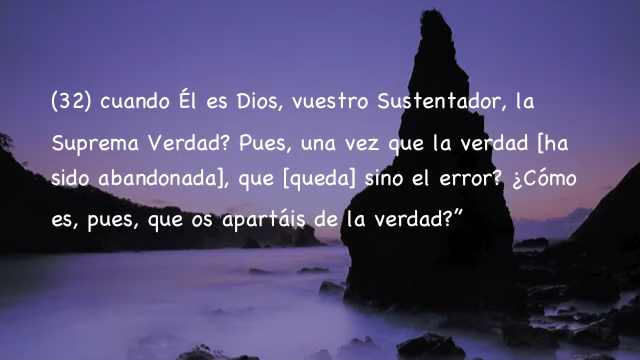 (32) cuando Él es Dios, vuestro Sustentador, la
Suprema Verdad? Pues, una vez que la verdad [ha
sido abandonada], que [queda] sino el error? ¿Cómo
es, pues, que os apartáis de la verdad?”